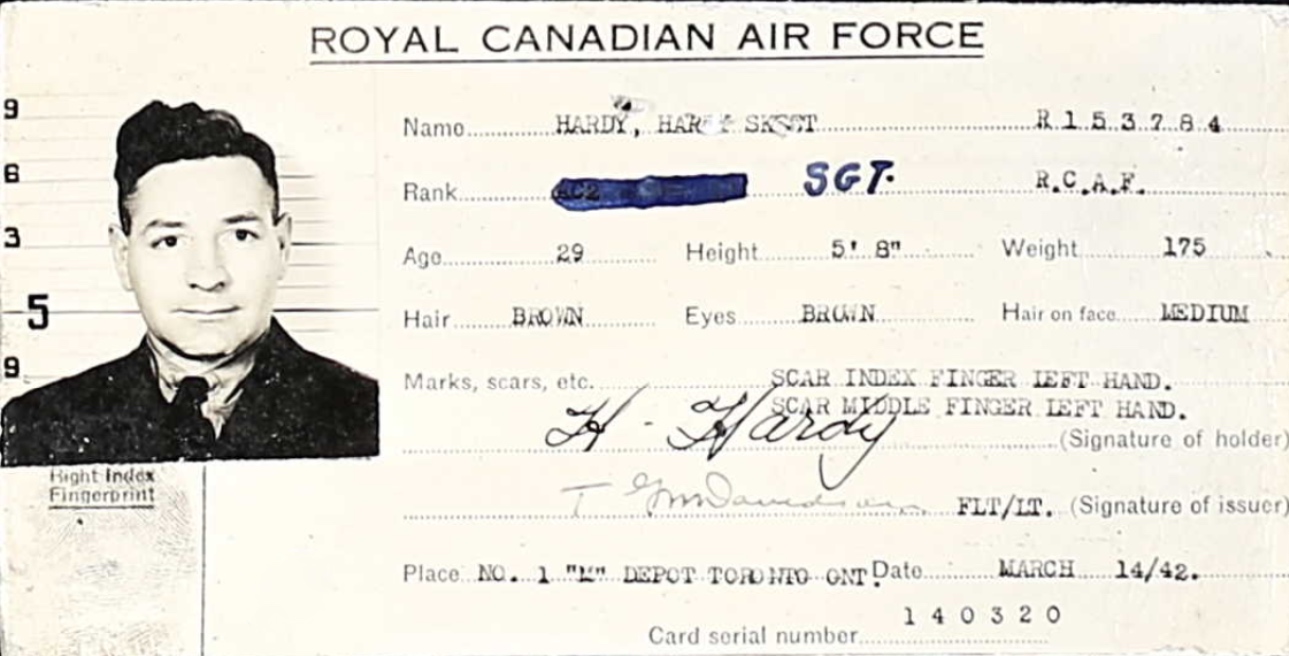 ROYAL CANADIAN AIR FORCE
9
6
3
5
9
Name HARDY, R153784
Rank AC2 SGT. R.C.A.F.
Age 29 Height 5' 8" Weight 175
Hair BROWN Eyes BROWN Hair on face MEDIUM
Marks, scars, etc. SCAR INDEX FINGER LEFT HAND.
SCAR MIDDLE FINGER LEFT HAND.
H. Hardy (Signature of holder)
Right Index
Fingerprint
FLT/LT. (Signature of issuer)
Place NO. 1 "M" DEPOT TORONTO ONT. Date MARCH 14/42.
Card serial number 140320